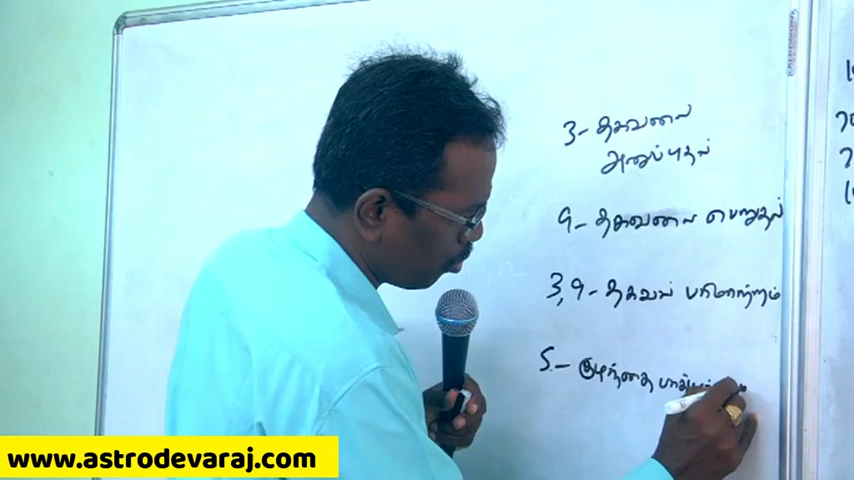 3 - தகவலை
அனுப்புதல்
9 - தகவலை பெறுதல்
3, 9 - தகவல் பரிமாற்றம்
5 - குழந்தை
www.astrodevaraj.com